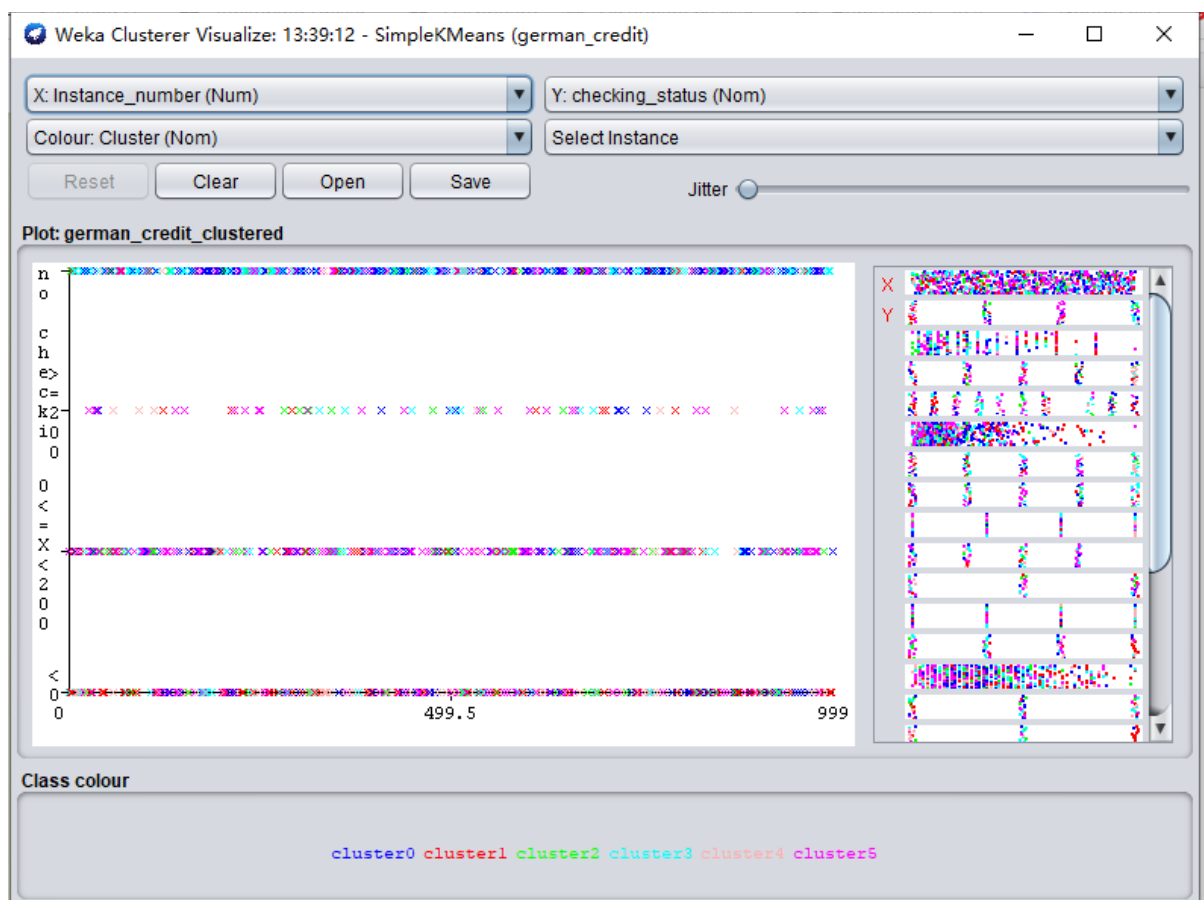 Weka Clusterer Visualize: 13:39:12 - SimpleKMeans (german_credit)
X: Instance_number (Num)
Y: checking_status (Nom)
Colour: Cluster (Nom)
Select Instance
Reset
Clear
Open
Save
Jitter
Plot: german_credit_clustered
n
o
c
h
e>
c=
k2
i0
0
0
<
=
X
<
2
0
0
<
0
0
499.5
999
X
Y
Class colour
cluster0 cluster1 cluster2 cluster3 cluster4 cluster5